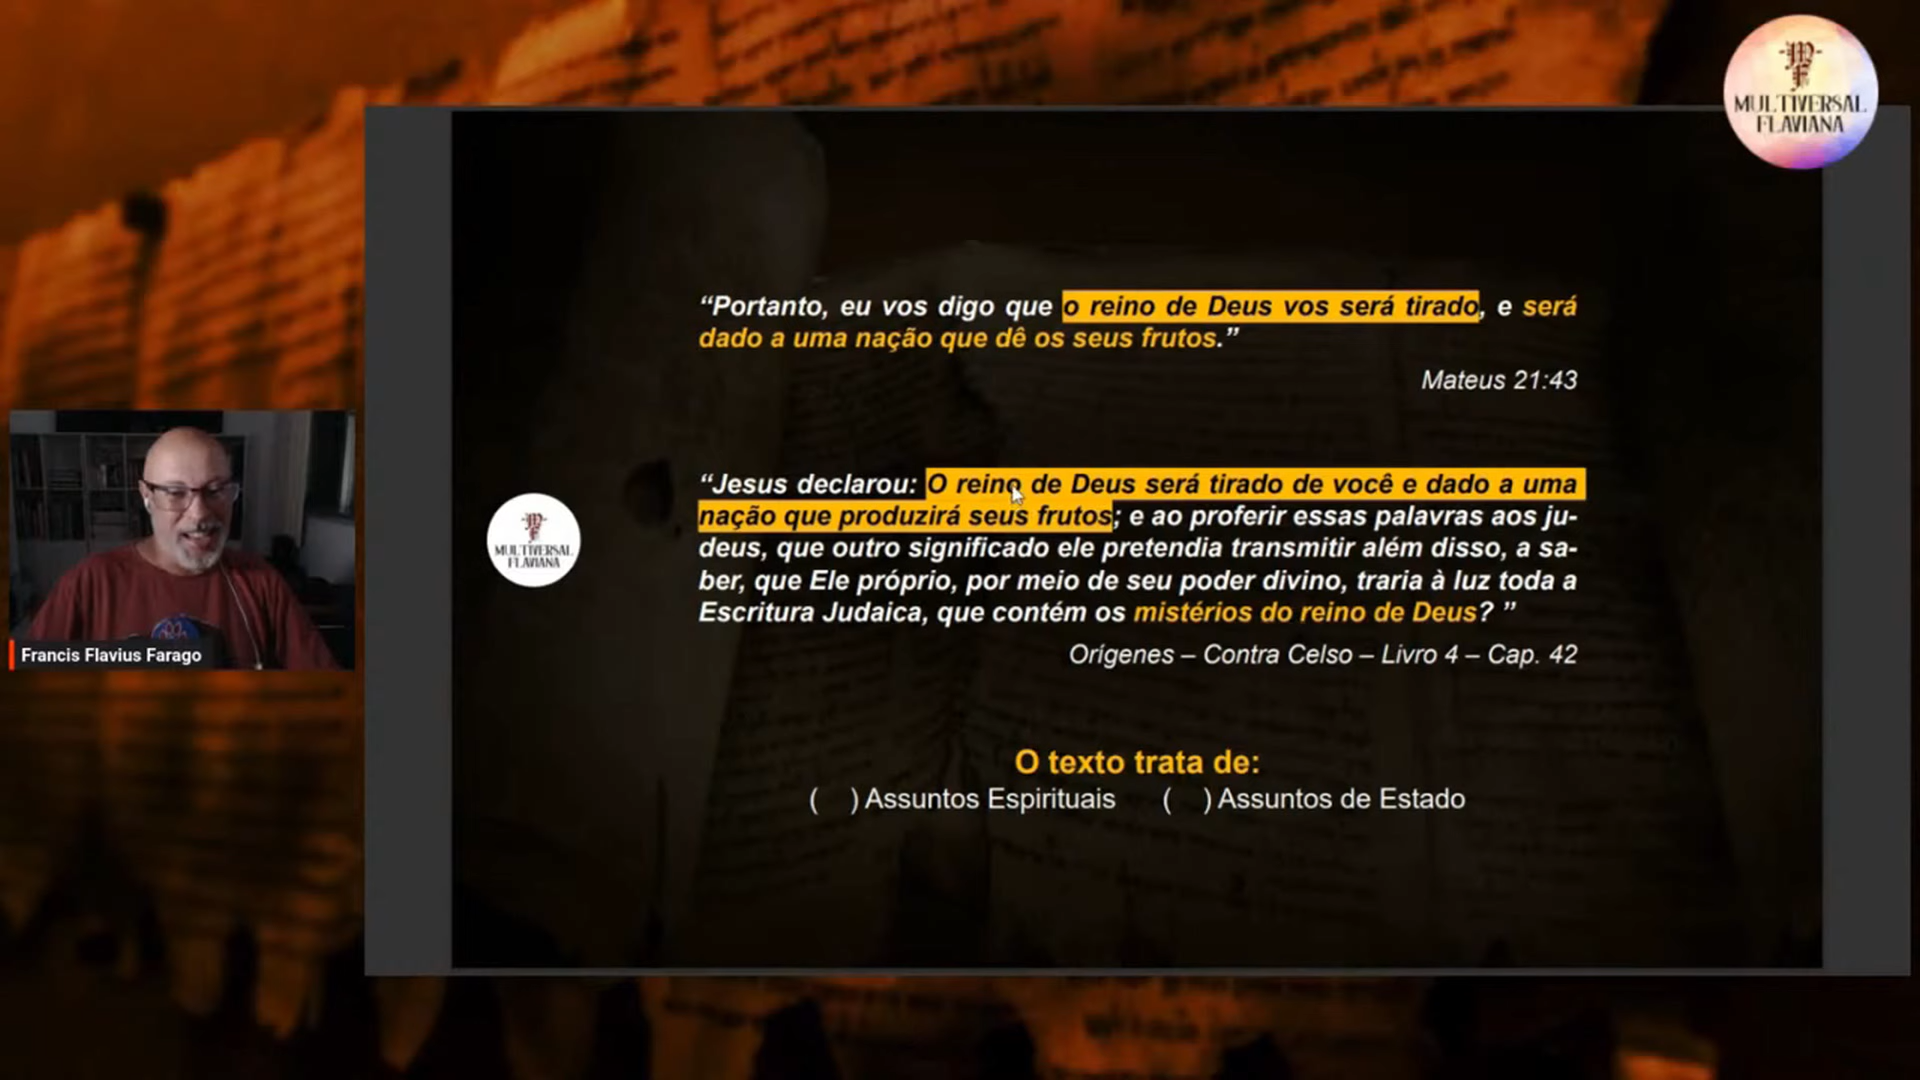 MULTIVERSAL
FLAVIANA
“Portanto, eu vos digo que o reino de Deus vos será tirado, e será
dado a uma nação que dê os seus frutos.”
Mateus 21:43
“Jesus declarou: O reino de Deus será tirado de você e dado a uma
nação que produzirá seus frutos; e ao proferir essas palavras aos ju-
deus, que outro significado ele pretendia transmitir além disso, a sa-
ber, que Ele próprio, por meio de seu poder divino, traria à luz toda a
Escritura Judaica, que contém os mistérios do reino de Deus? ”
Orígenes – Contra Celso – Livro 4 – Cap. 42
MULTIVERSAL
FLAVIANA
Francis Flavius Farago
O texto trata de:
( ) Assuntos Espirituais ( ) Assuntos de Estado